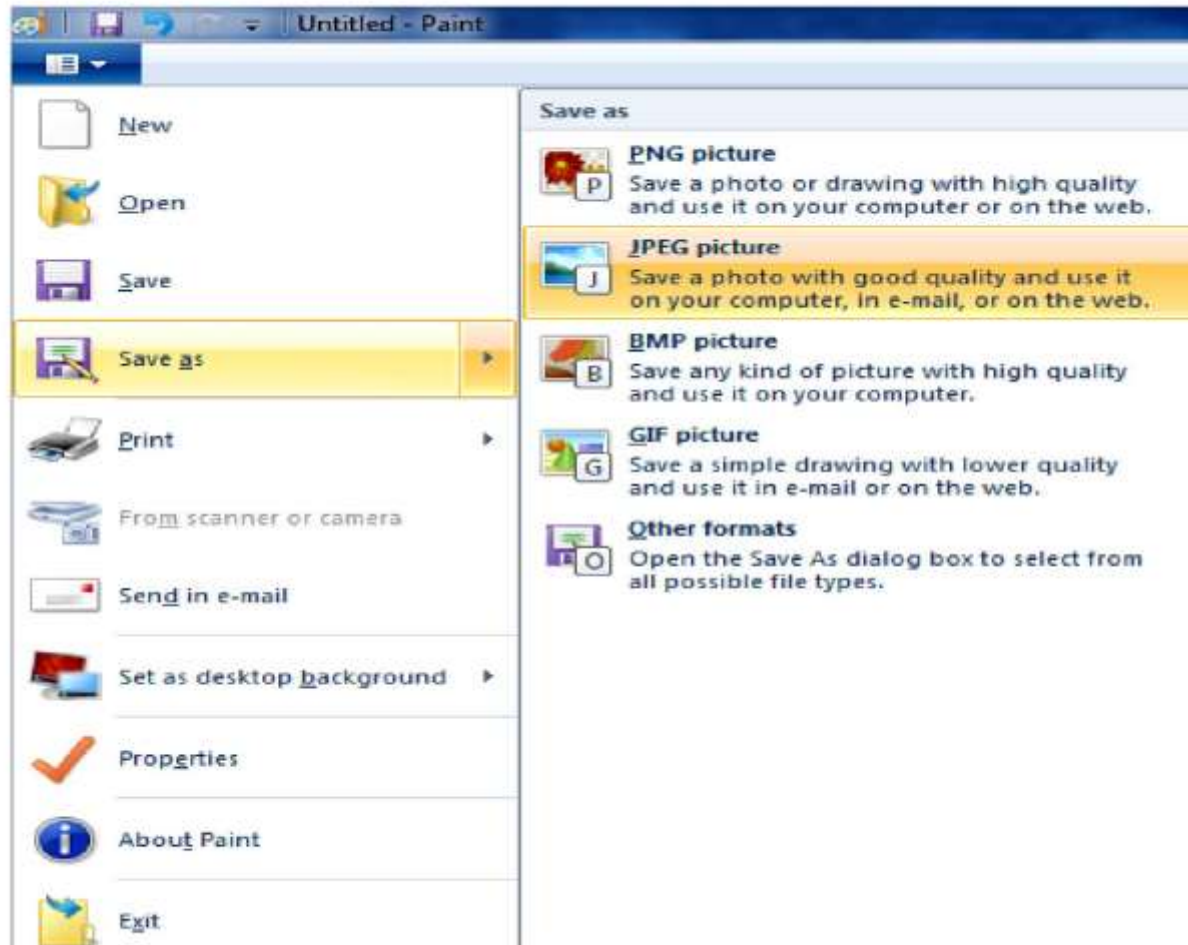 Untitled - Paint
New
Open
Save
Save as
Print
From scanner or camera
Send in e-mail
Set as desktop background
Properties
About Paint
Exit
Save as
PNG picture
P
Save a photo or drawing with high quality
and use it on your computer or on the web.
JPEG picture
J
Save a photo with good quality and use it
on your computer, in e-mail, or on the web.
BMP picture
B
Save any kind of picture with high quality
and use it on your computer.
GIF picture
G
Save a simple drawing with lower quality
and use it in e-mail or on the web.
Other formats
O
Open the Save As dialog box to select from
all possible file types.